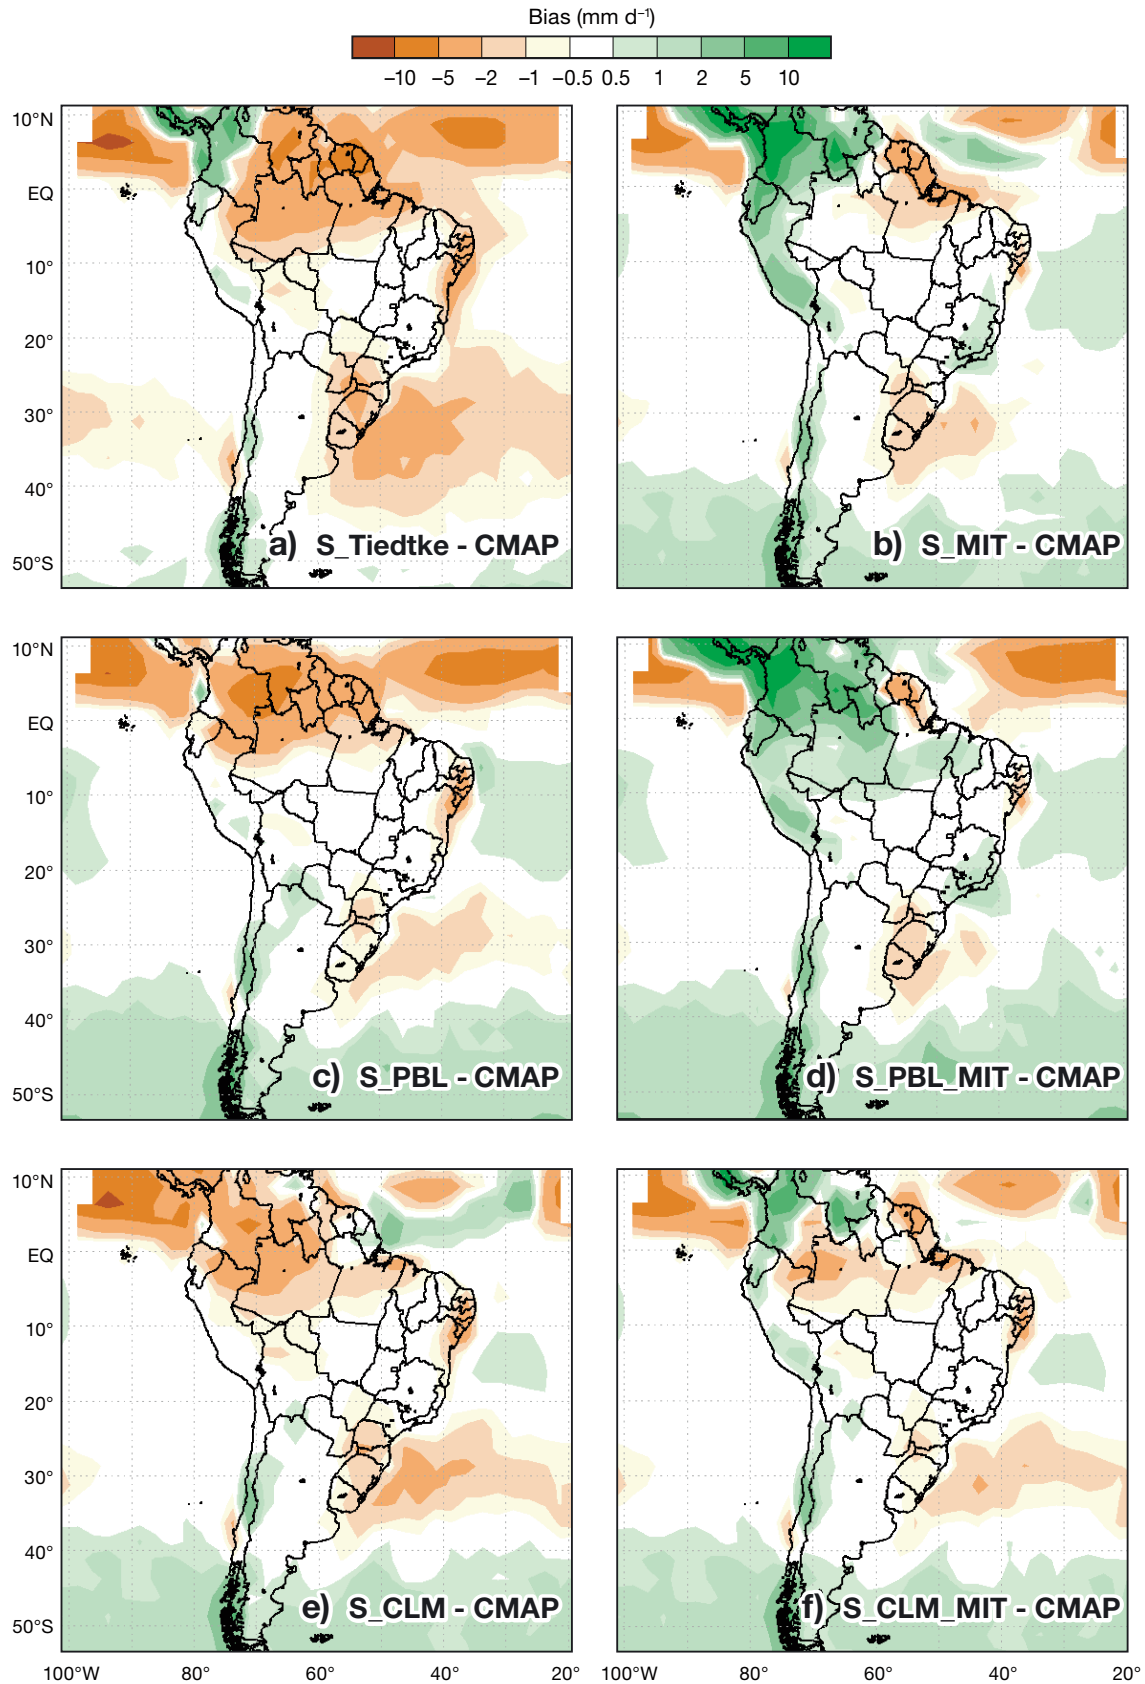 Bias (mm d⁻¹)
−10 −5 −2 −1 −0.5 0.5 1 2 5 10
10°N
EQ
10°
20°
30°
40°
50°S
a) S_Tiedtke - CMAP
b) S_MIT - CMAP
10°N
EQ
10°
20°
30°
40°
50°S
c) S_PBL - CMAP
d) S_PBL_MIT - CMAP
10°N
EQ
10°
20°
30°
40°
50°S
e) S_CLM - CMAP
f) S_CLM_MIT - CMAP
100°W 80° 60° 40° 20° 100°W 80° 60° 40° 20°